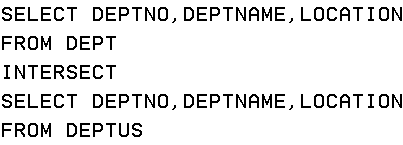 SELECT DEPTNO,DEPTNAME,LOCATION
FROM DEPT
INTERSECT
SELECT DEPTNO,DEPTNAME,LOCATION
FROM DEPTUS